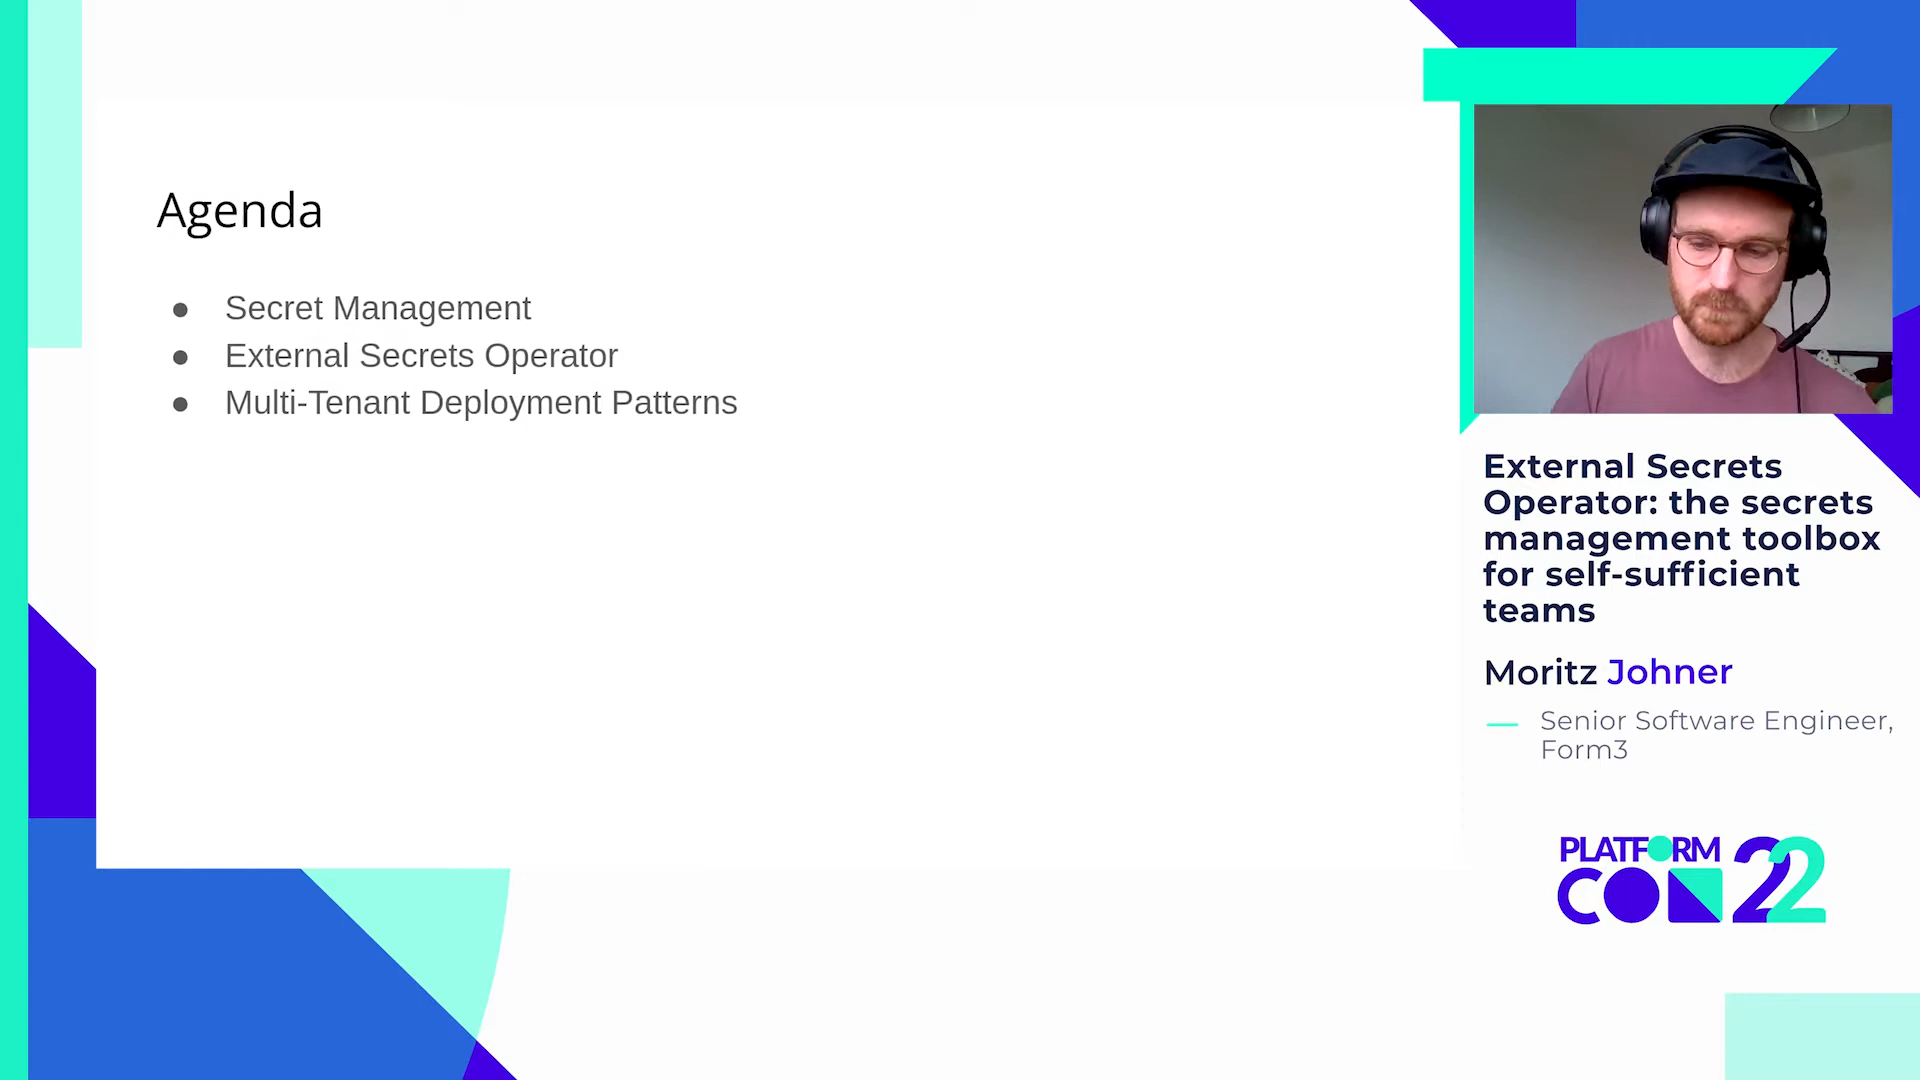 Agenda
● Secret Management
● External Secrets Operator
● Multi-Tenant Deployment Patterns
External Secrets
Operator: the secrets
management toolbox
for self-sufficient
teams
Moritz Johner
Senior Software Engineer,
Form3
PLATFORM
CON 22